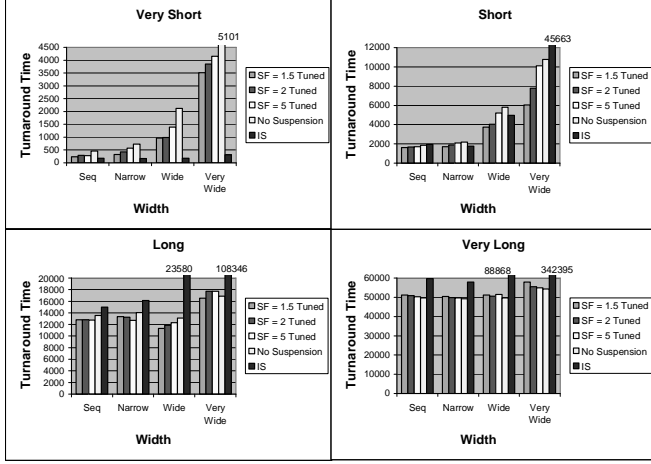 Very Short
5101
4500
4000
3500
3000
2500
2000
1500
1000
500
Turnaround Time
Seq Narrow Wide Very Wide
Width
SF = 1.5 Tuned
SF = 2 Tuned
SF = 5 Tuned
No Suspension
IS
Short
45663
12000
10000
8000
6000
4000
2000
0
Turnaround Time
Seq Narrow Wide Very Wide
Width
SF = 1.5 Tuned
SF = 2 Tuned
SF = 5 Tuned
No Suspension
IS
Long
23580 108346
20000
18000
16000
14000
12000
10000
8000
6000
4000
2000
0
Turnaround Time
Seq Narrow Wide Very Wide
Width
SF = 1.5 Tuned
SF = 2 Tuned
SF = 5 Tuned
No Suspension
IS
Very Long
88868 342395
60000
50000
40000
30000
20000
10000
0
Turnaround Time
Seq Narrow Wide Very Wide
Width
SF = 1.5 Tuned
SF = 2 Tuned
SF = 5 Tuned
No Suspension
IS